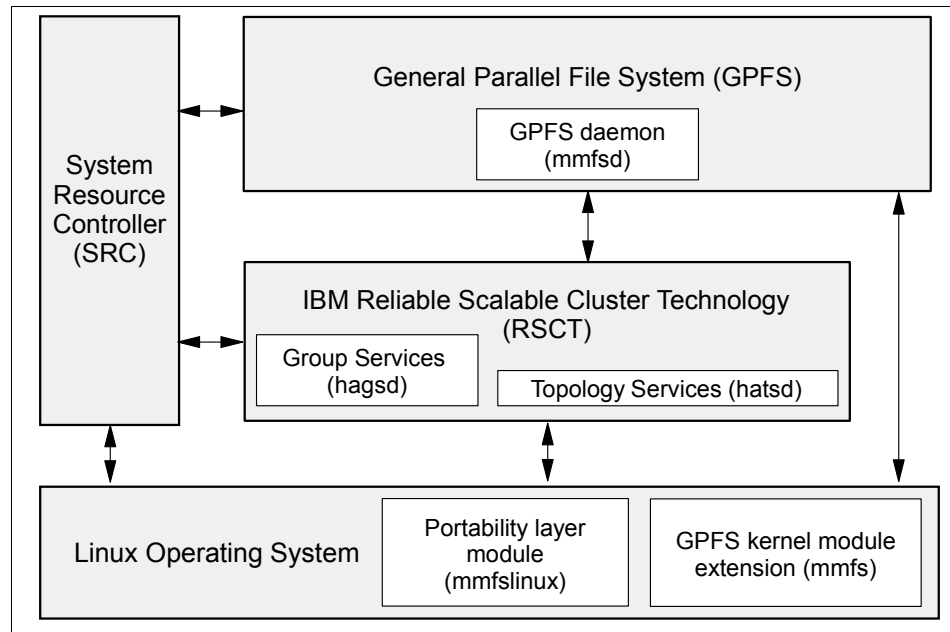 General Parallel File System (GPFS)
GPFS daemon
(mmfsd)
System
Resource
Controller
(SRC)
IBM Reliable Scalable Cluster Technology
(RSCT)
Group Services
(hagsd)
Topology Services (hatsd)
Linux Operating System
Portability layer
module
(mmfslinux)
GPFS kernel module
extension (mmfs)